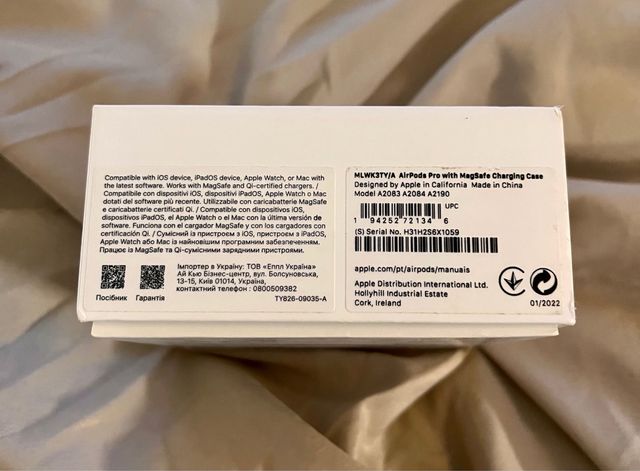 Compatible with iOS device, iPadOS device, Apple Watch, or Mac with
the latest software. Works with MagSafe and Qi-certified chargers. /
Compatibile con dispositivi iOS, dispositivi iPadOS, Apple Watch o Mac
dotati del software più recente. Utilizzabile con caricabatterie MagSafe
e caricabatterie certificati Qi. / Compatible con dispositivos iOS,
dispositivos iPadOS, el Apple Watch o el Mac con la última versión de
software. Funciona con el cargador MagSafe y con los cargadores con
certificación Qi. / Сумісний із пристроєм з iOS, пристроєм з iPadOS,
Apple Watch або Mac із найновішим програмним забезпеченням.
Працює із MagSafe та Qi-сумісними зарядними пристроями.
Посібник
Гарантія
Імпортер в Україну: ТОВ «Еппл Україна»
Ай Кью Бізнес-центр, вул. Болсуновська,
13-15, Київ 01014, Україна,
контактний телефон : 0800509382
TY826-09035-A
MLWK3TY/A AirPods Pro with MagSafe Charging Case
Designed by Apple in California Made in China
Model A2083 A2084 A2190
UPC
1 94252 72134 6
(S) Serial No. H31H2S6X1059
apple.com/pt/airpods/manuais
Apple Distribution International Ltd.
Hollyhill Industrial Estate
Cork, Ireland
01/2022